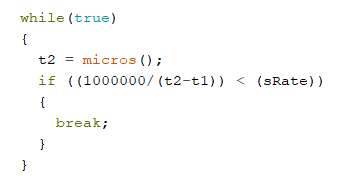 while(true)
{
  t2 = micros();
  if ((1000000/(t2-t1)) < (sRate))
  {
    break;
  }
}